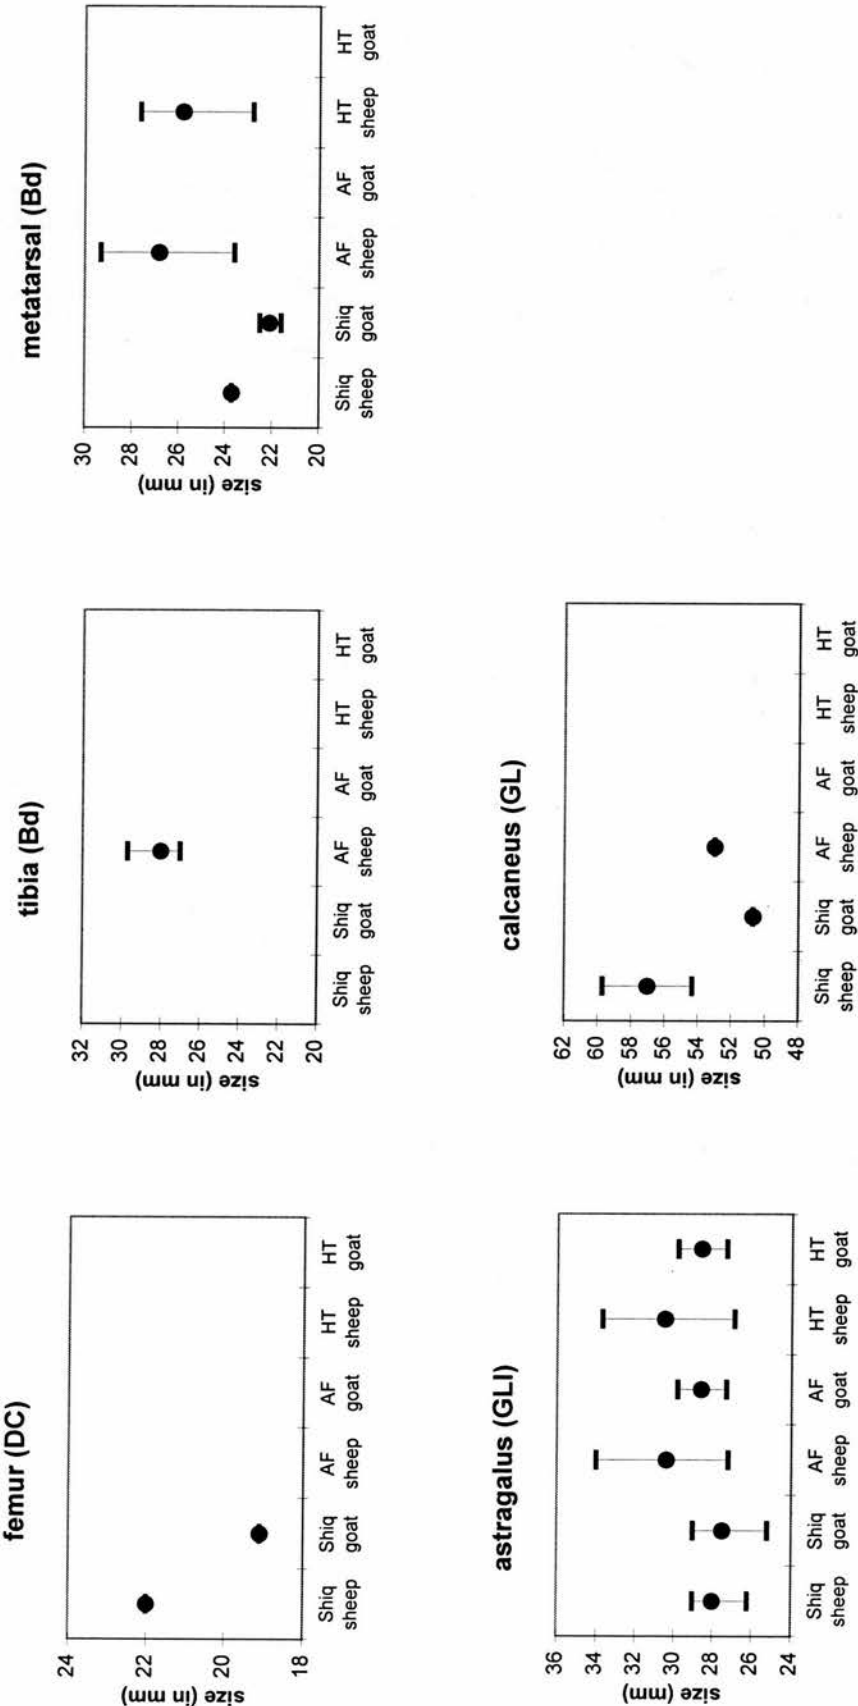 femur (DC)
24
22
20
18
size (in mm)
Shiq Shiq AF AF HT HT
sheep goat sheep goat sheep goat
tibia (Bd)
32
30
28
26
24
22
20
size (in mm)
Shiq Shiq AF AF HT HT
sheep goat sheep goat sheep goat
metatarsal (Bd)
30
28
26
24
22
20
size (in mm)
Shiq Shiq AF AF HT HT
sheep goat sheep goat sheep goat
astragalus (GLl)
36
34
32
30
28
26
24
size (mm)
Shiq Shiq AF AF HT HT
sheep goat sheep goat sheep goat
calcaneus (GL)
62
60
58
56
54
52
50
48
size (in mm)
Shiq Shiq AF AF HT HT
sheep goat sheep goat sheep goat